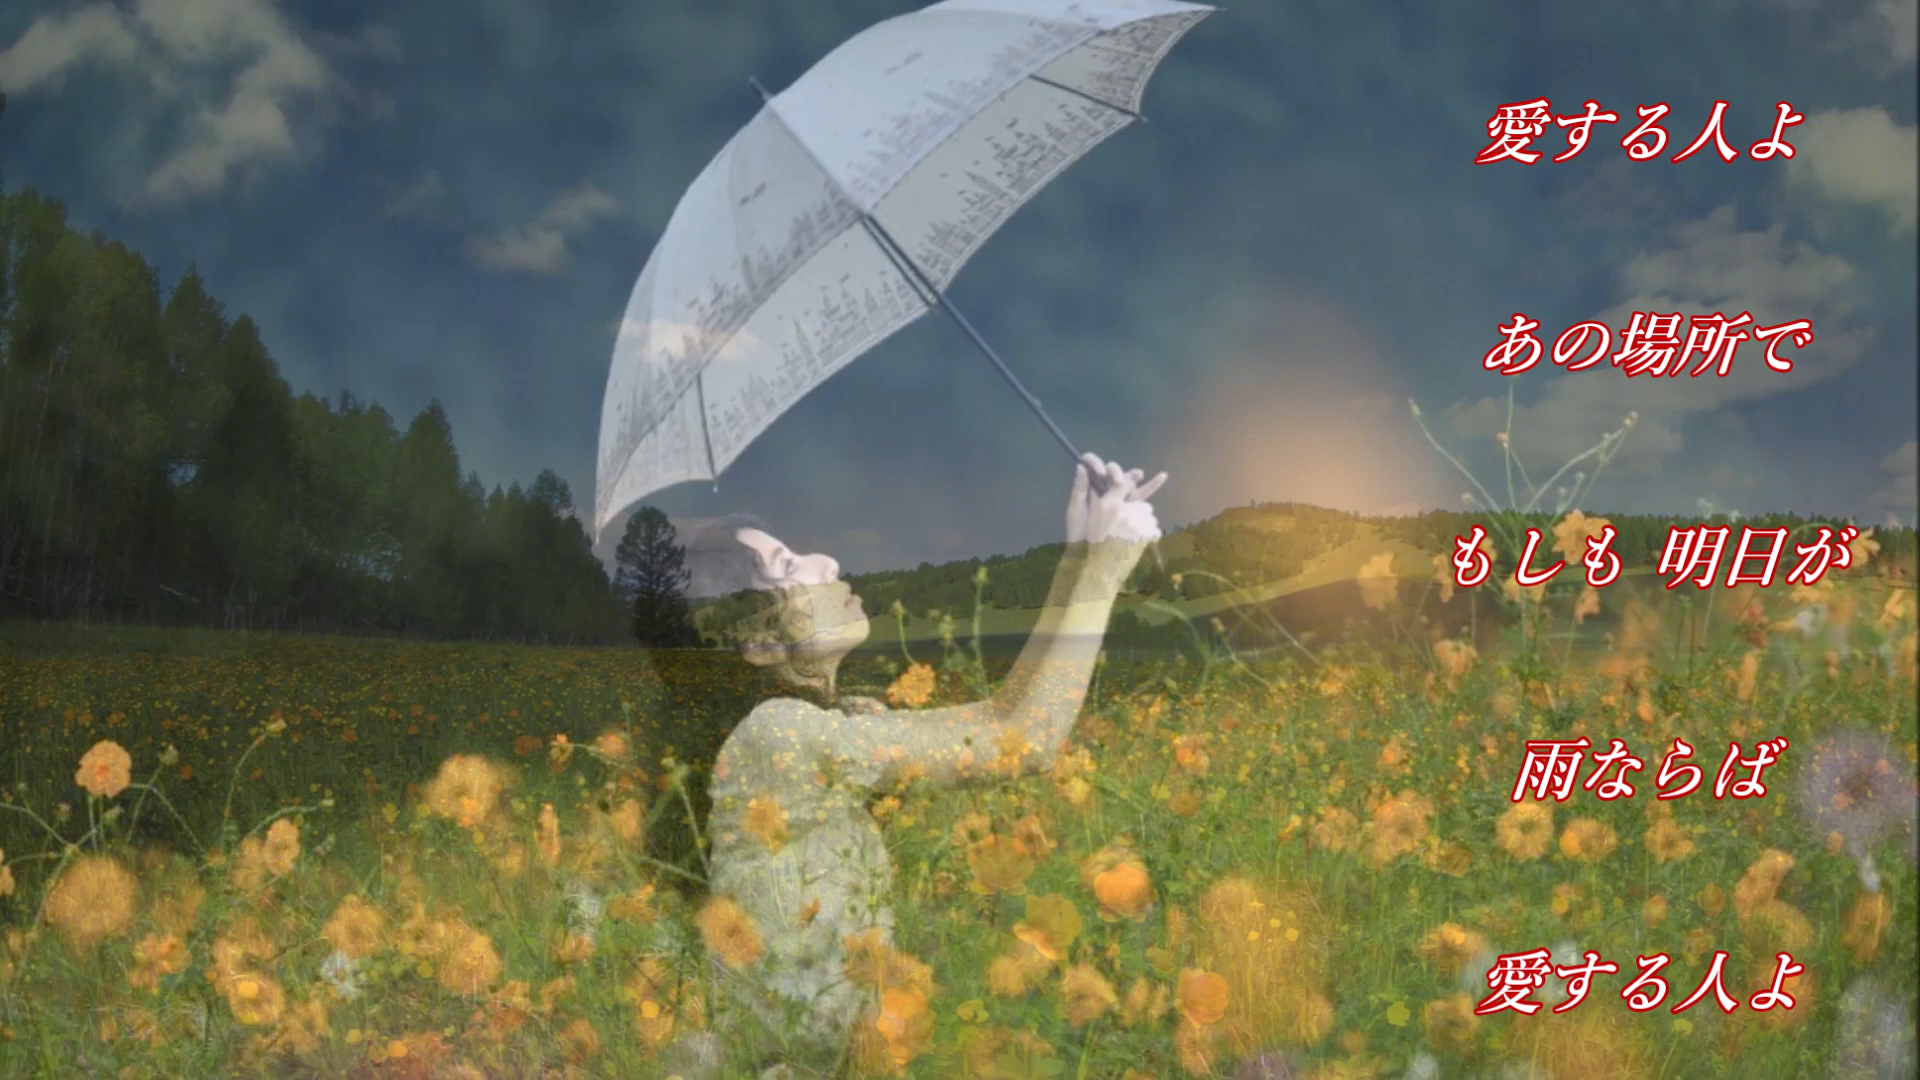 愛する人よ
あの場所で
もしも 明日が
雨ならば
愛する人よ